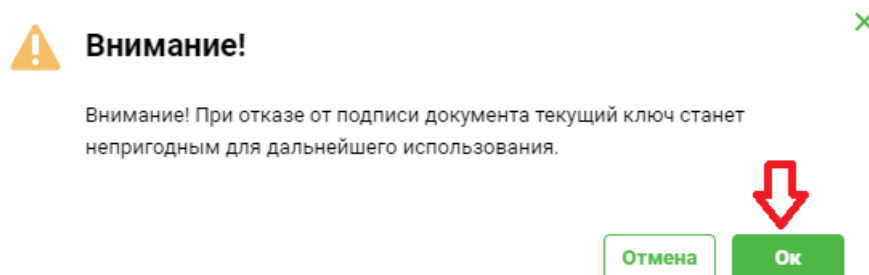 Внимание!
Внимание! При отказе от подписи документа текущий ключ станет
непригодным для дальнейшего использования.
Отмена Ок